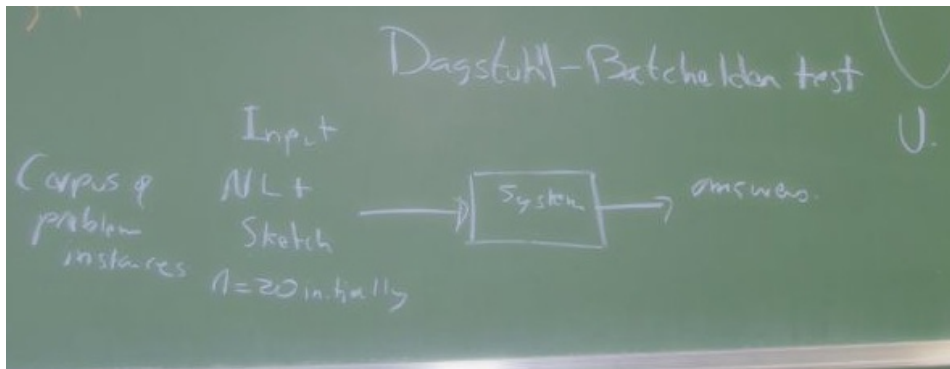 Dagstuhl-Batchelder test
U.
Input
Corpus of
problem
instances
NL +
Sketch
n=20 initially
System
answers.